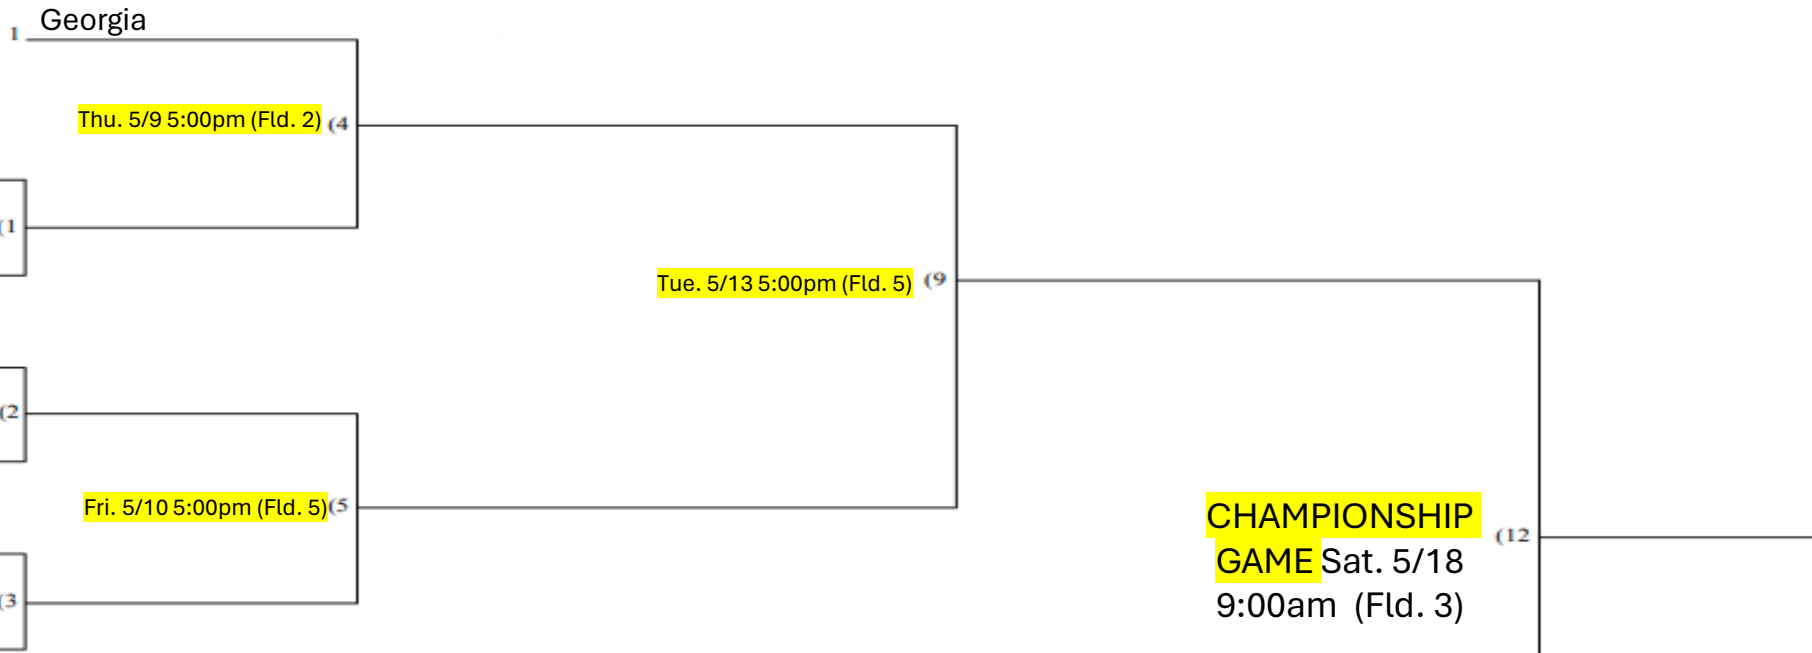 Georgia
1
Thu. 5/9 5:00pm (Fld. 2) (4
(1
Tue. 5/13 5:00pm (Fld. 5) (9
(2
Fri. 5/10 5:00pm (Fld. 5) (5
CHAMPIONSHIP
(12
GAME Sat. 5/18
9:00am (Fld. 3)
(3